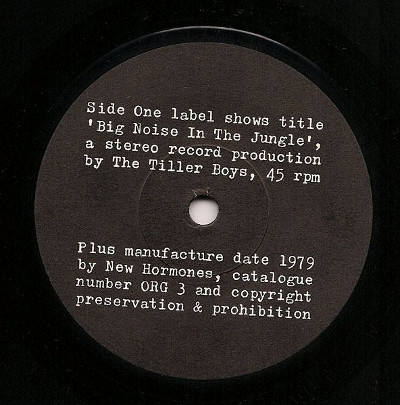 Side One label shows title
'Big Noise In The Jungle',
a stereo record production
by The Tiller Boys, 45 rpm
Plus manufacture date 1979
by New Hormones, catalogue
number ORG 3 and copyright
preservation & prohibition